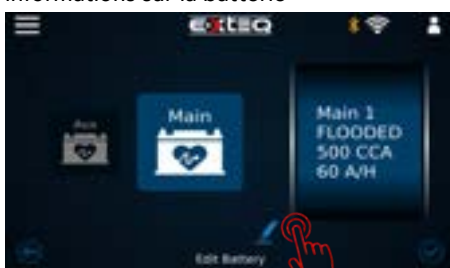 Informations sur la batterie
exteq
Aux
Main
Main 1
FLOODED
500 CCA
60 A/H
Edit Battery